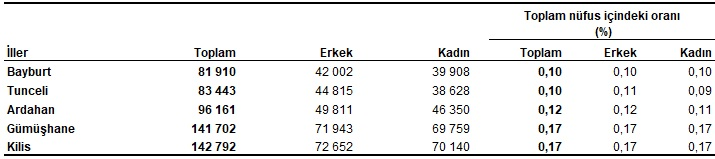 Toplam nüfus içindeki oranı
(%)
İller Toplam Erkek Kadın Toplam Erkek Kadın
Bayburt 81 910 42 002 39 908 0,10 0,10 0,10
Tunceli 83 443 44 815 38 628 0,10 0,11 0,09
Ardahan 96 161 49 811 46 350 0,12 0,12 0,11
Gümüşhane 141 702 71 943 69 759 0,17 0,17 0,17
Kilis 142 792 72 652 70 140 0,17 0,17 0,17